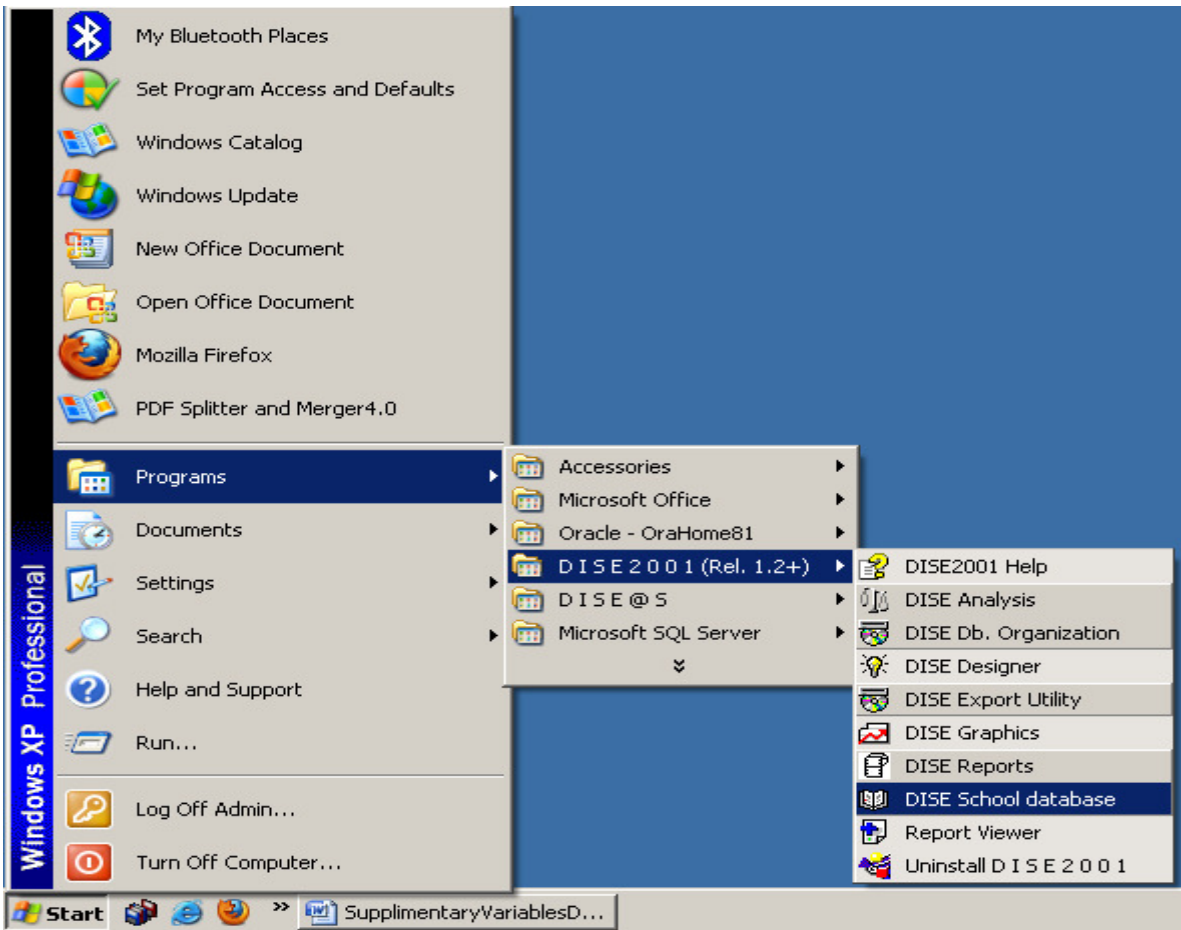 My Bluetooth Places
Set Program Access and Defaults
Windows Catalog
Windows Update
New Office Document
Open Office Document
Mozilla Firefox
PDF Splitter and Merger4.0
Programs
Documents
Settings
Search
Help and Support
Run...
Log Off Admin...
Turn Off Computer...
Windows XP Professional
Accessories
Microsoft Office
Oracle - OraHome81
D I S E 2 0 0 1 (Rel. 1.2+)
D I S E @ S
Microsoft SQL Server
DISE2001 Help
DISE Analysis
DISE Db. Organization
DISE Designer
DISE Export Utility
DISE Graphics
DISE Reports
DISE School database
Report Viewer
Uninstall D I S E 2 0 0 1
Start
SupplimentaryVariablesD...